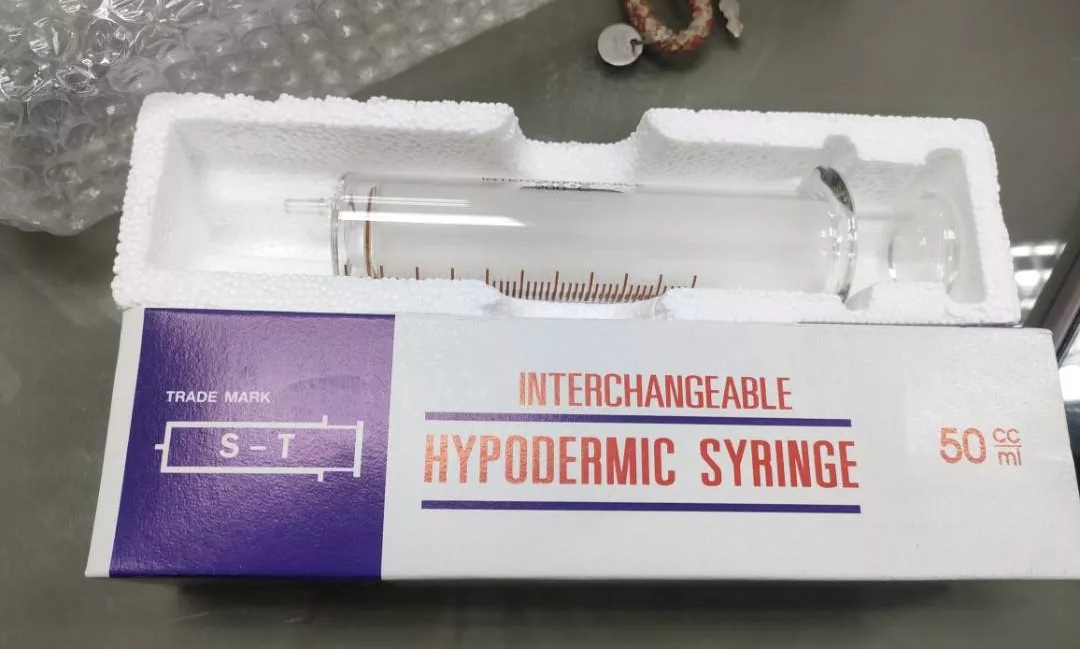 TRADE MARK
S-T
INTERCHANGEABLE
HYPODERMIC SYRINGE
50 cc
ml